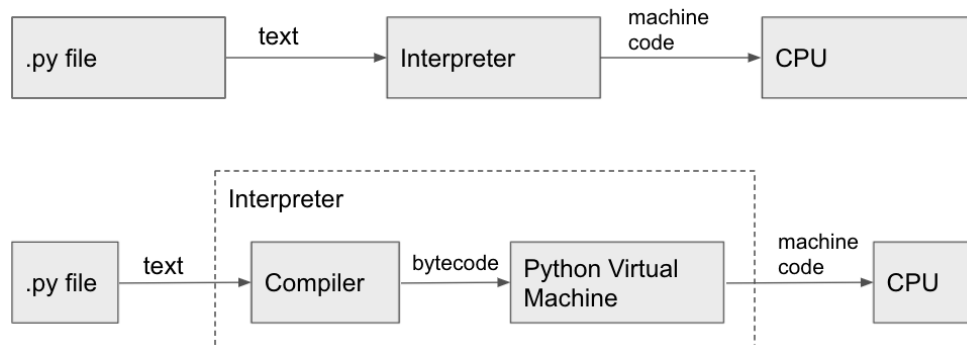 .py file
text
Interpreter
machine
code
CPU
Interpreter
.py file
text
Compiler
bytecode
Python Virtual
Machine
machine
code
CPU